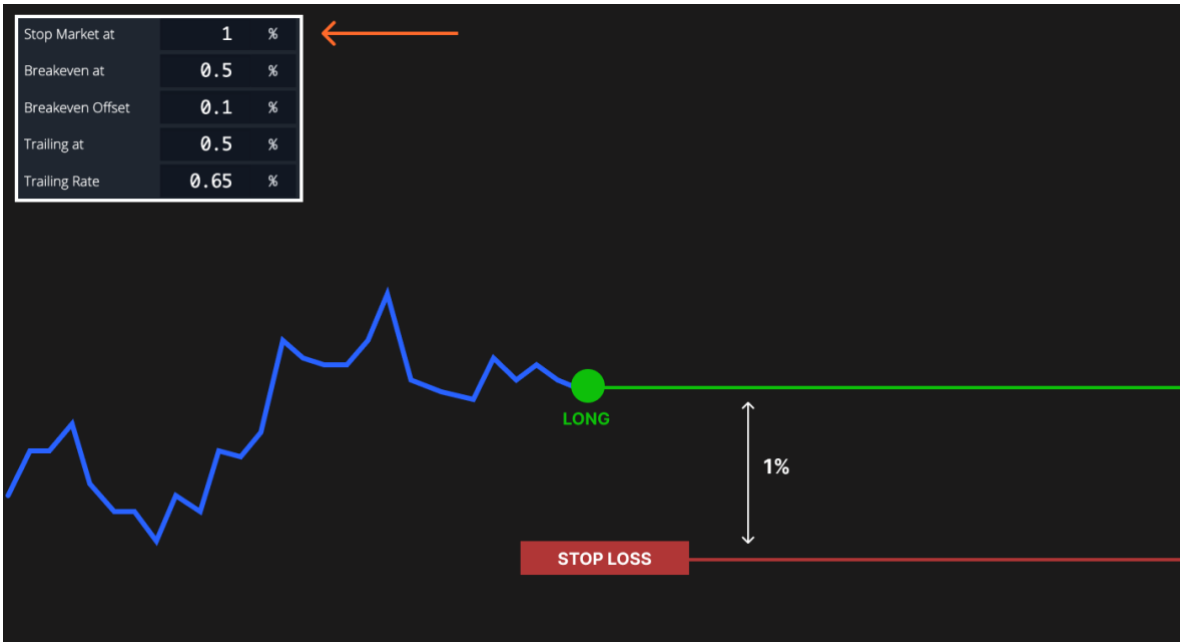 Stop Market at 1 %
Breakeven at 0.5 %
Breakeven Offset 0.1 %
Trailing at 0.5 %
Trailing Rate 0.65 %
LONG
1%
STOP LOSS